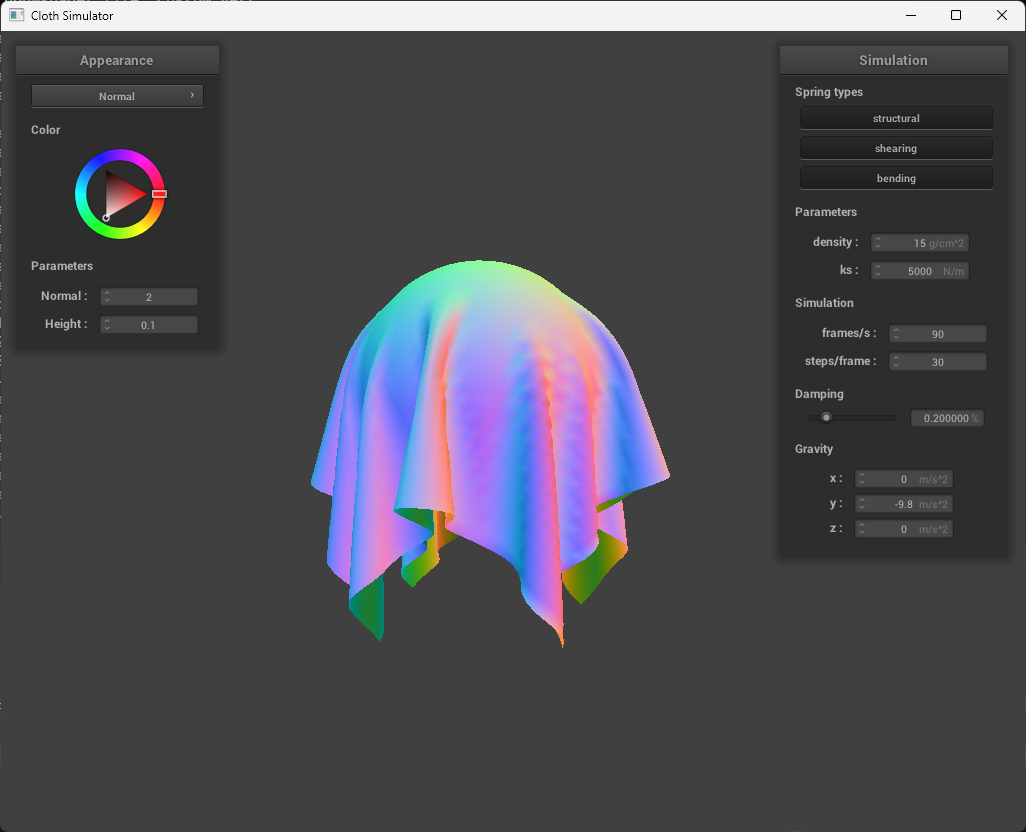 Cloth Simulator
Appearance
Normal
Color
Parameters
Normal : 2
Height : 0.1
Simulation
Spring types
structural
shearing
bending
Parameters
density : 15 g/cm^2
ks : 5000 N/m
Simulation
frames/s : 90
steps/frame : 30
Damping
0.200000 %
Gravity
x : 0 m/s^2
y : -9.8 m/s^2
z : 0 m/s^2